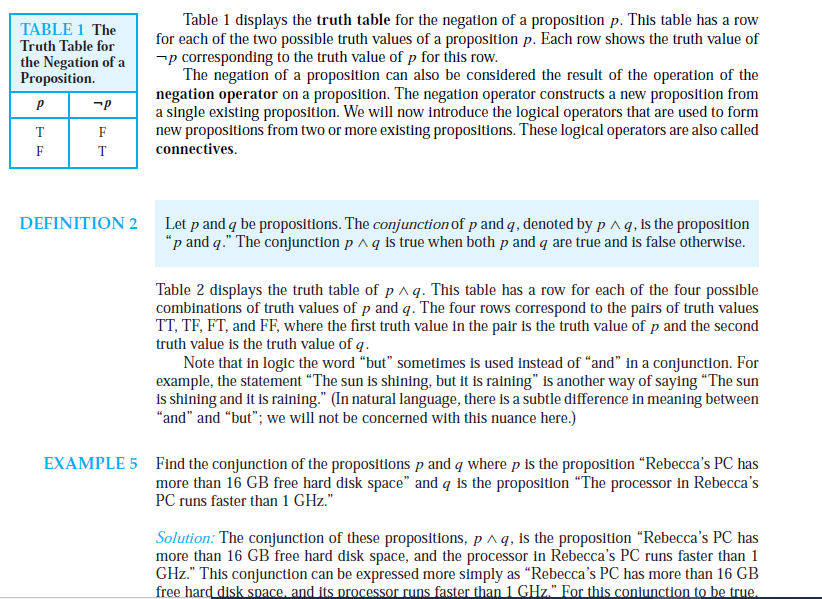 TABLE 1 The
Truth Table for
the Negation of a
Proposition.
p ¬p
T F
F T
Table 1 displays the truth table for the negation of a proposition p. This table has a row
for each of the two possible truth values of a proposition p. Each row shows the truth value of
¬p corresponding to the truth value of p for this row.
The negation of a proposition can also be considered the result of the operation of the
negation operator on a proposition. The negation operator constructs a new proposition from
a single existing proposition. We will now introduce the logical operators that are used to form
new propositions from two or more existing propositions. These logical operators are also called
connectives.
DEFINITION 2
Let p and q be propositions. The conjunction of p and q, denoted by p ∧ q, is the proposition
“p and q.” The conjunction p ∧ q is true when both p and q are true and is false otherwise.
Table 2 displays the truth table of p ∧ q. This table has a row for each of the four possible
combinations of truth values of p and q. The four rows correspond to the pairs of truth values
TT, TF, FT, and FF, where the first truth value in the pair is the truth value of p and the second
truth value is the truth value of q.
Note that in logic the word “but” sometimes is used instead of “and” in a conjunction. For
example, the statement “The sun is shining, but it is raining” is another way of saying “The sun
is shining and it is raining.” (In natural language, there is a subtle difference in meaning between
“and” and “but”; we will not be concerned with this nuance here.)
EXAMPLE 5
Find the conjunction of the propositions p and q where p is the proposition “Rebecca’s PC has
more than 16 GB free hard disk space” and q is the proposition “The processor in Rebecca’s
PC runs faster than 1 GHz.”
Solution: The conjunction of these propositions, p ∧ q, is the proposition “Rebecca’s PC has
more than 16 GB free hard disk space, and the processor in Rebecca’s PC runs faster than 1
GHz.” This conjunction can be expressed more simply as “Rebecca’s PC has more than 16 GB
free hard disk space, and its processor runs faster than 1 GHz.” For this conjunction to be true,